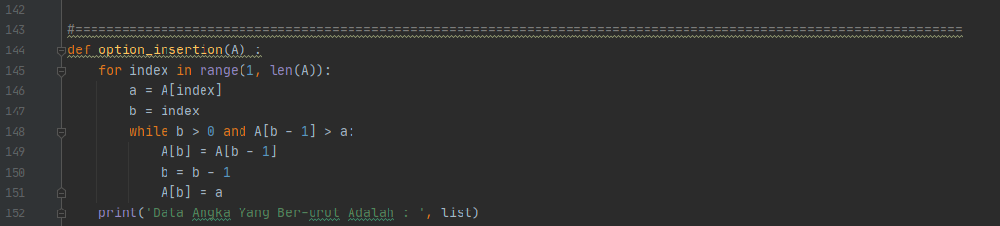 142
143 #==================================================================================================================
144 def option_insertion(A) :
145     for index in range(1, len(A)):
146         a = A[index]
147         b = index
148         while b > 0 and A[b - 1] > a:
149             A[b] = A[b - 1]
150             b = b - 1
151             A[b] = a
152     print('Data Angka Yang Ber-urut Adalah : ', list)